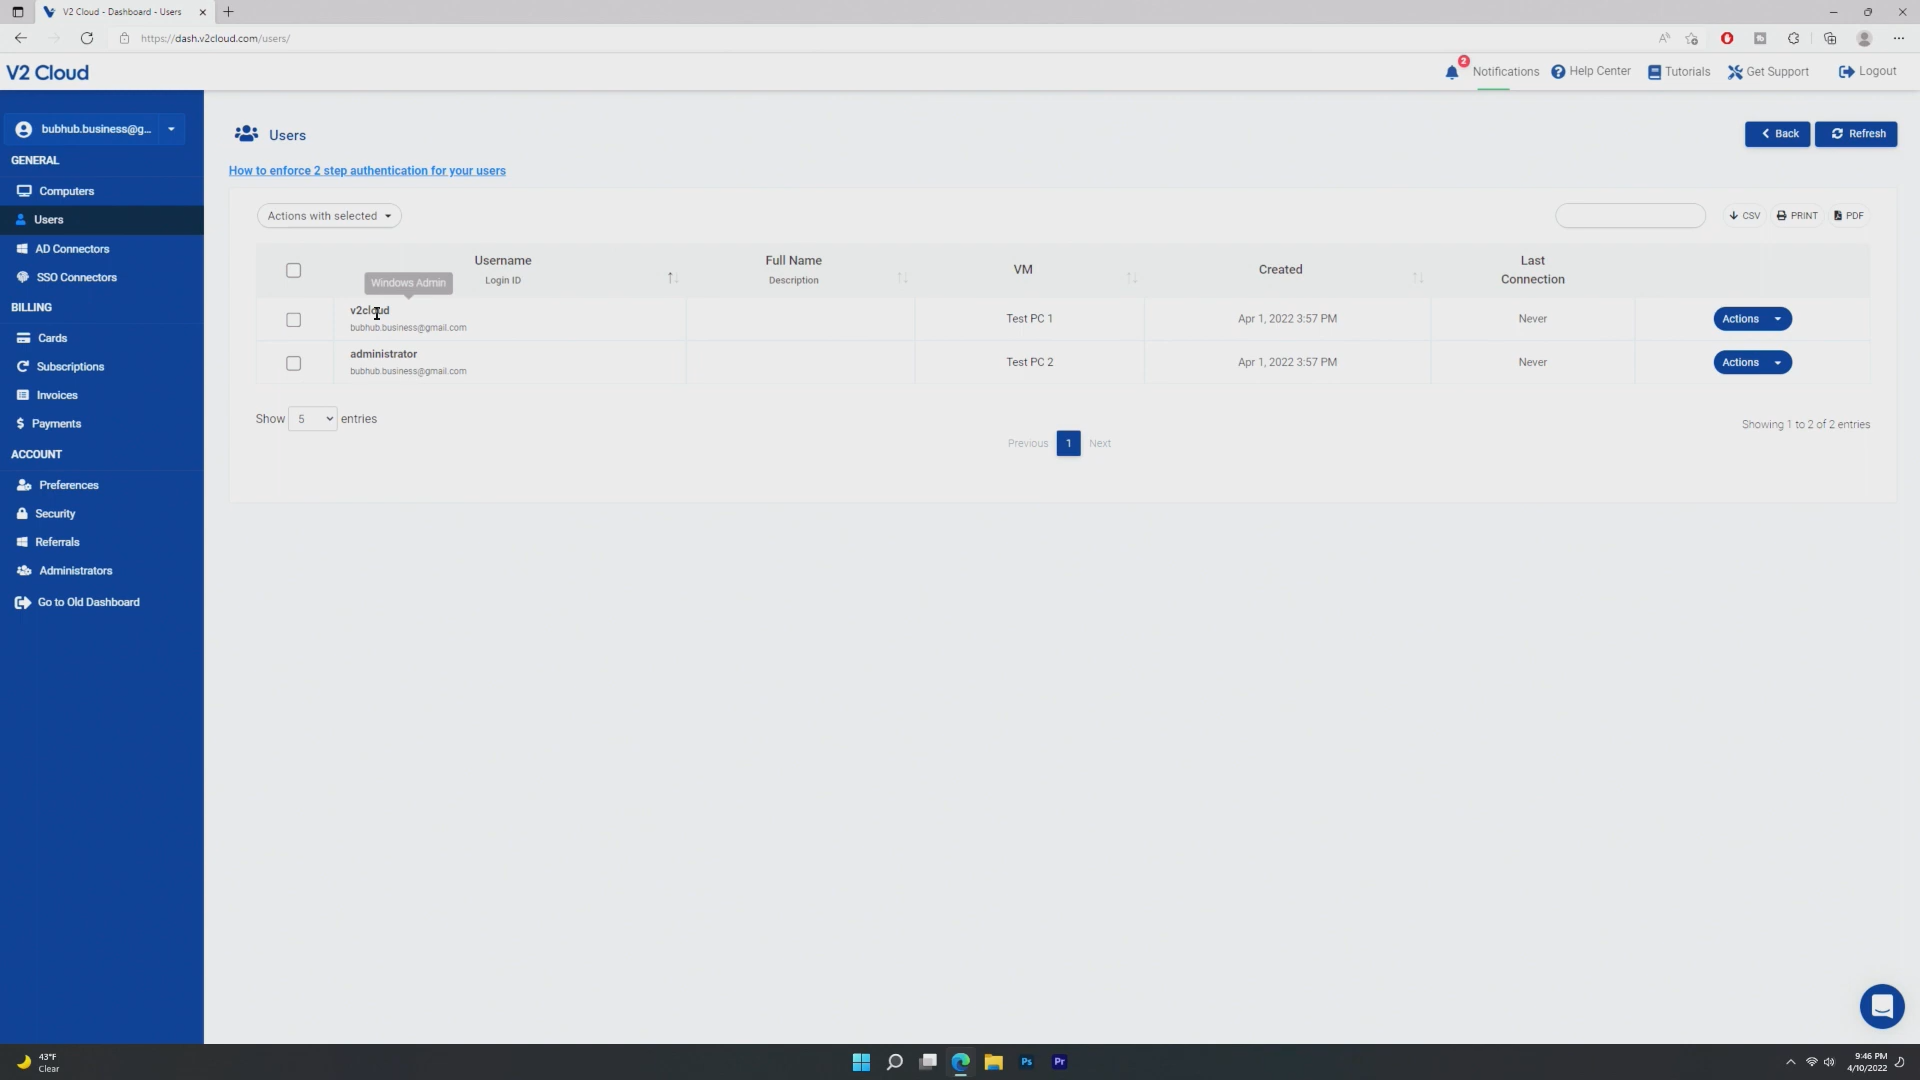 V2 Cloud - Dashboard - Users
https://dash.v2cloud.com/users/
V2 Cloud
2
Notifications
Help Center
Tutorials
Get Support
Logout
bubhub.business@g...
GENERAL
Computers
Users
AD Connectors
SSO Connectors
BILLING
Cards
Subscriptions
Invoices
Payments
ACCOUNT
Preferences
Security
Referrals
Administrators
Go to Old Dashboard
Users
Back
Refresh
How to enforce 2 step authentication for your users
Actions with selected
CSV
PRINT
PDF
Username
Login ID
Full Name
Description
VM
Created
Last
Connection
Windows Admin
v2cloud
bubhub.business@gmail.com
Test PC 1
Apr 1, 2022 3:57 PM
Never
Actions
administrator
bubhub.business@gmail.com
Test PC 2
Apr 1, 2022 3:57 PM
Never
Actions
Show 5 entries
Showing 1 to 2 of 2 entries
Previous 1 Next
43°F
Clear
Ps
Pr
9:46 PM
4/10/2022